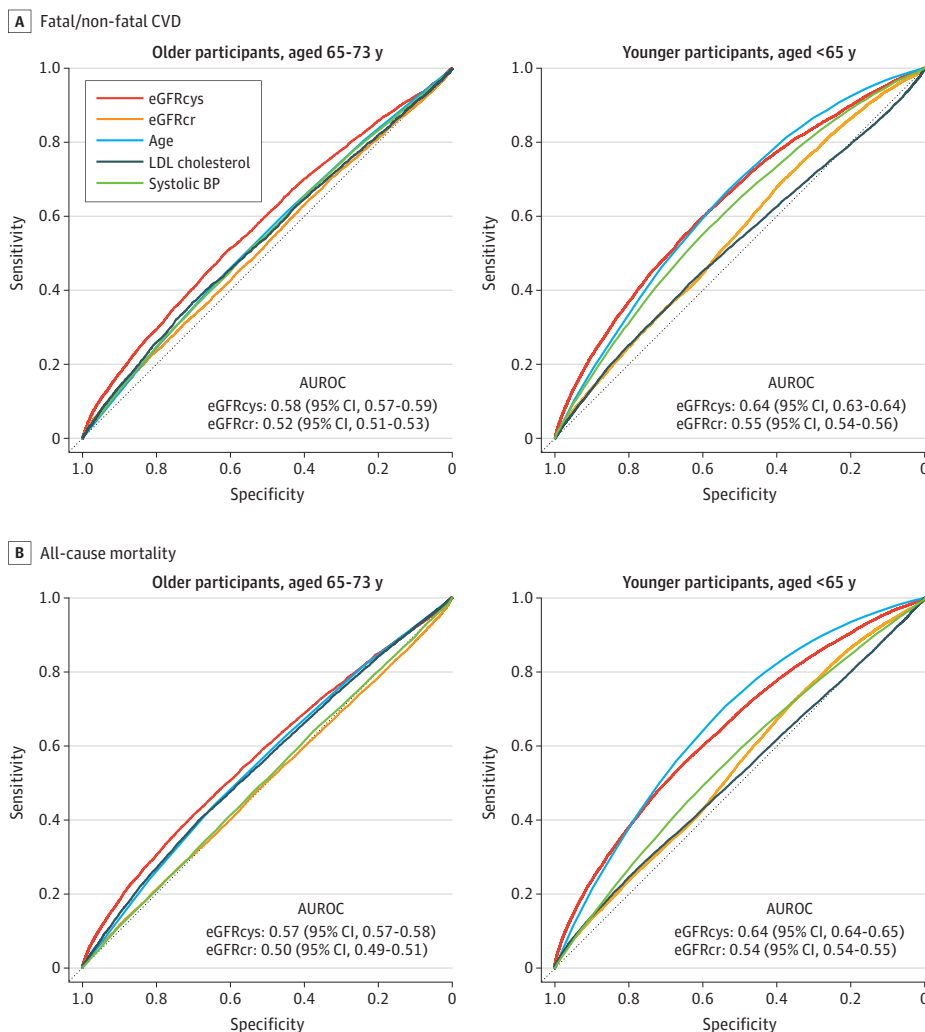 A Fatal/non-fatal CVD
Older participants, aged 65-73 y
1.0
0.8
0.6
0.4
0.2
0
Sensitivity
eGFRcys
eGFRcr
Age
LDL cholesterol
Systolic BP
AUROC
eGFRcys: 0.58 (95% CI, 0.57-0.59)
eGFRcr: 0.52 (95% CI, 0.51-0.53)
1.0 0.8 0.6 0.4 0.2 0
Specificity
Younger participants, aged <65 y
1.0
0.8
0.6
0.4
0.2
0
Sensitivity
AUROC
eGFRcys: 0.64 (95% CI, 0.63-0.64)
eGFRcr: 0.55 (95% CI, 0.54-0.56)
1.0 0.8 0.6 0.4 0.2 0
Specificity
B All-cause mortality
Older participants, aged 65-73 y
1.0
0.8
0.6
0.4
0.2
0
Sensitivity
AUROC
eGFRcys: 0.57 (95% CI, 0.57-0.58)
eGFRcr: 0.50 (95% CI, 0.49-0.51)
1.0 0.8 0.6 0.4 0.2 0
Specificity
Younger participants, aged <65 y
1.0
0.8
0.6
0.4
0.2
0
Sensitivity
AUROC
eGFRcys: 0.64 (95% CI, 0.64-0.65)
eGFRcr: 0.54 (95% CI, 0.54-0.55)
1.0 0.8 0.6 0.4 0.2 0
Specificity